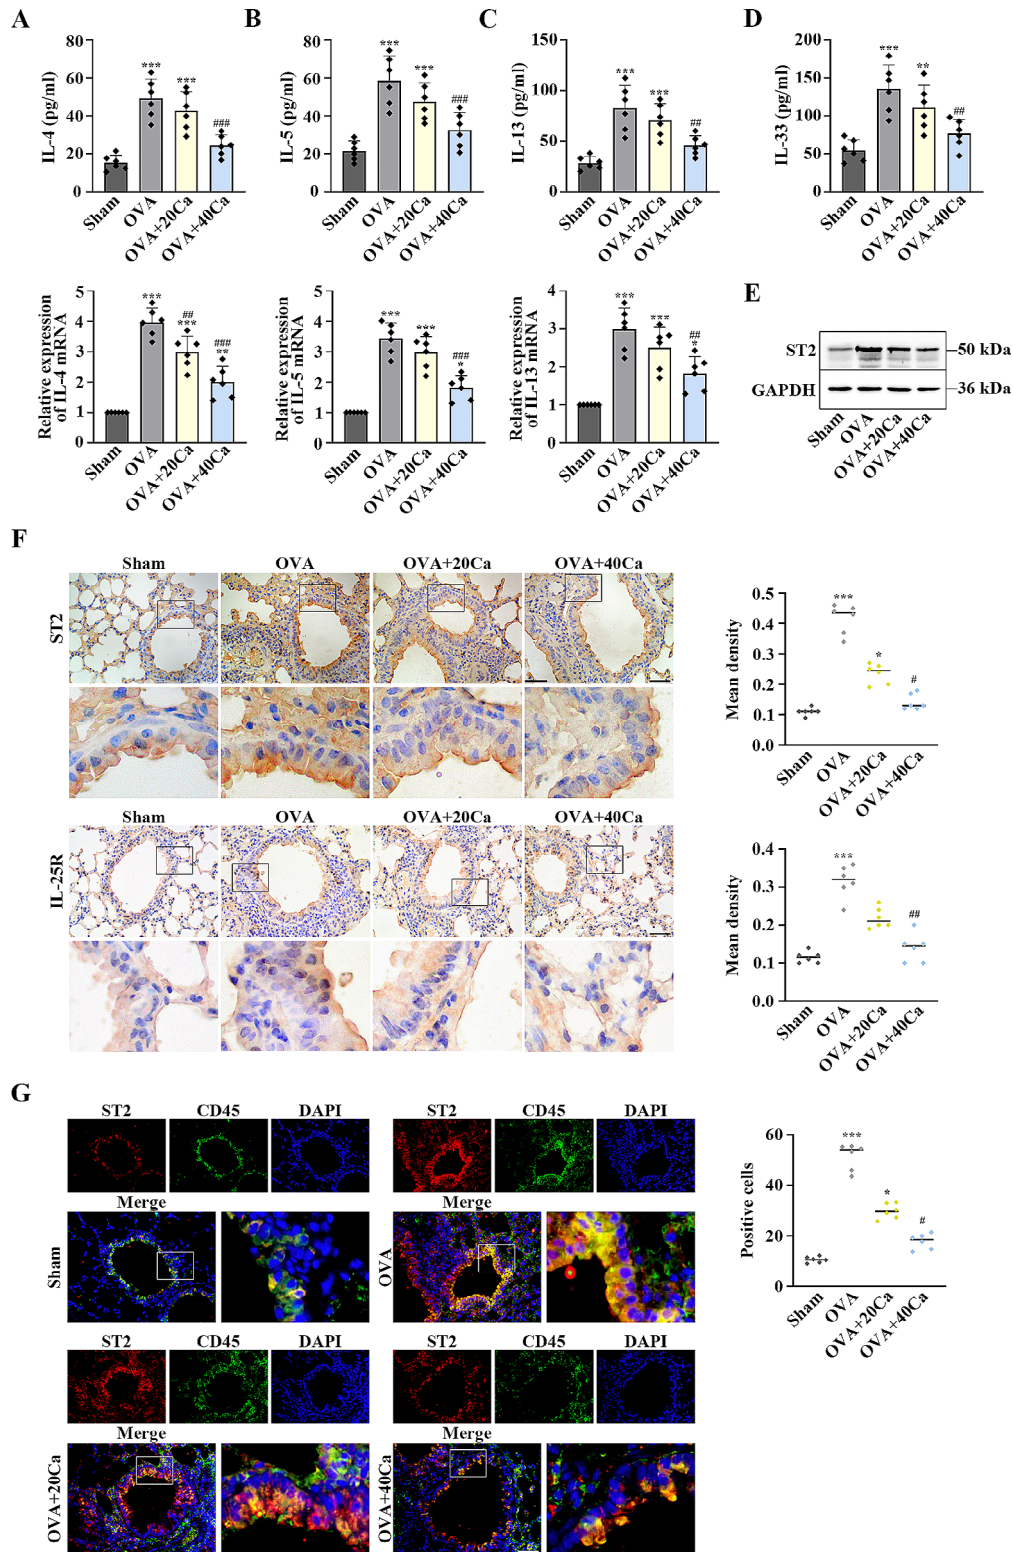 A
IL-4 (pg/ml)
80
60
40
20
0
***
***
###
Sham
OVA
OVA+20Ca
OVA+40Ca
B
IL-5 (pg/ml)
80
60
40
20
0
***
***
###
Sham
OVA
OVA+20Ca
OVA+40Ca
C
IL-13 (pg/ml)
150
100
50
0
***
***
##
Sham
OVA
OVA+20Ca
OVA+40Ca
D
IL-33 (pg/ml)
200
150
100
50
0
***
**
##
Sham
OVA
OVA+20Ca
OVA+40Ca
Relative expression
of IL-4 mRNA
5
4
3
2
1
0
***
##
***
###
**
Sham
OVA
OVA+20Ca
OVA+40Ca
Relative expression
of IL-5 mRNA
5
4
3
2
1
0
***
***
###
*
Sham
OVA
OVA+20Ca
OVA+40Ca
Relative expression
of IL-13 mRNA
4
3
2
1
0
***
***
##
*
Sham
OVA
OVA+20Ca
OVA+40Ca
E
ST2
50 kDa
GAPDH
36 kDa
Sham
OVA
OVA+20Ca
OVA+40Ca
F
Sham
OVA
OVA+20Ca
OVA+40Ca
ST2
Sham
OVA
OVA+20Ca
OVA+40Ca
IL-25R
Mean density
0.5
0.4
0.3
0.2
0.1
0.0
***
*
#
Sham
OVA
OVA+20Ca
OVA+40Ca
Mean density
0.4
0.3
0.2
0.1
0.0
***
##
Sham
OVA
OVA+20Ca
OVA+40Ca
G
ST2
CD45
DAPI
Merge
Sham
ST2
CD45
DAPI
Merge
OVA
ST2
CD45
DAPI
Merge
OVA+20Ca
ST2
CD45
DAPI
Merge
OVA+40Ca
Positive cells
60
40
20
0
***
*
#
Sham
OVA
OVA+20Ca
OVA+40Ca